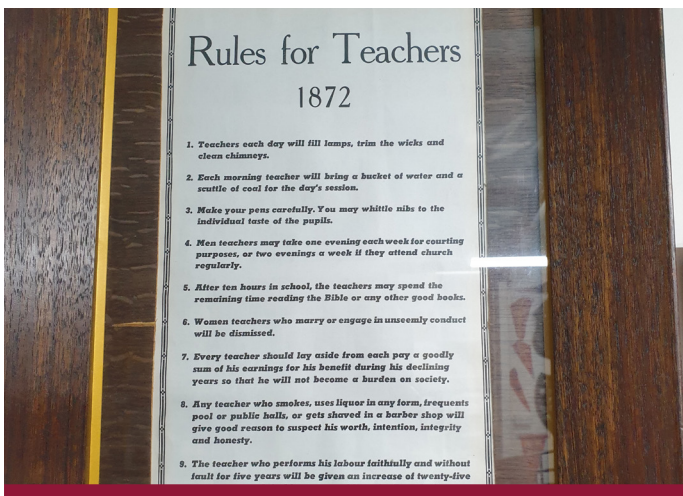 Rules for Teachers
1872
1. Teachers each day will fill lamps, trim the wicks and
clean chimneys.
2. Each morning teacher will bring a bucket of water and a
scuttle of coal for the day's session.
3. Make your pens carefully. You may whittle nibs to the
individual taste of the pupils.
4. Men teachers may take one evening each week for courting
purposes, or two evenings a week if they attend church
regularly.
5. After ten hours in school, the teachers may spend the
remaining time reading the Bible or any other good books.
6. Women teachers who marry or engage in unseemly conduct
will be dismissed.
7. Every teacher should lay aside from each pay a goodly
sum of his earnings for his benefit during his declining
years so that he will not become a burden on society.
8. Any teacher who smokes, uses liquor in any form, frequents
pool or public halls, or gets shaved in a barber shop will
give good reason to suspect his worth, intention, integrity
and honesty.
9. The teacher who performs his labour faithfully and without
fault for five years will be given an increase of twenty-five